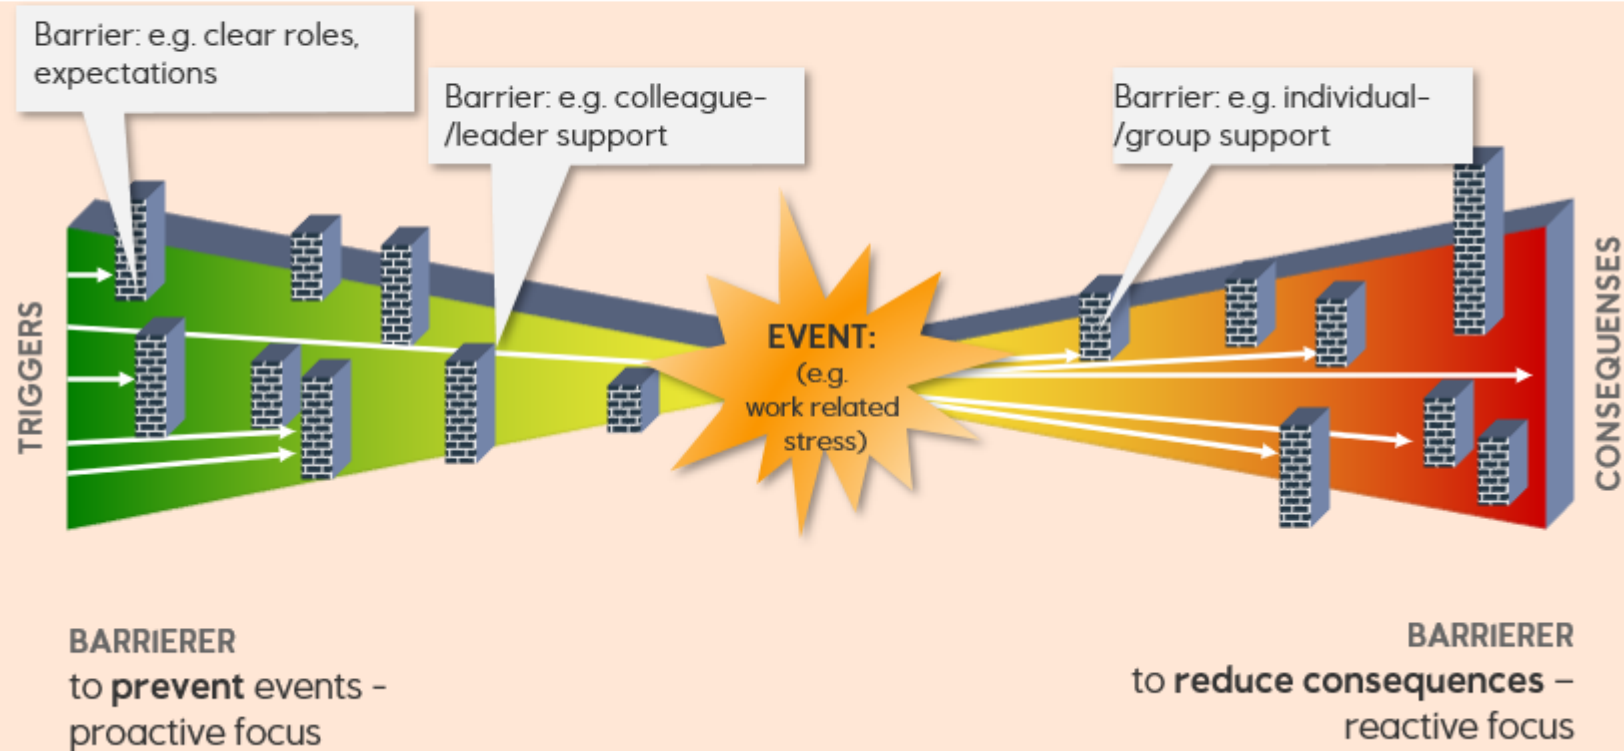 Barrier: e.g. clear roles,
expectations
Barrier: e.g. colleague-
/leader support
Barrier: e.g. individual-
/group support
TRIGGERS
EVENT:
(e.g.
work related
stress)
CONSEQUENSES
BARRIERER
to prevent events -
proactive focus
BARRIERER
to reduce consequences –
reactive focus